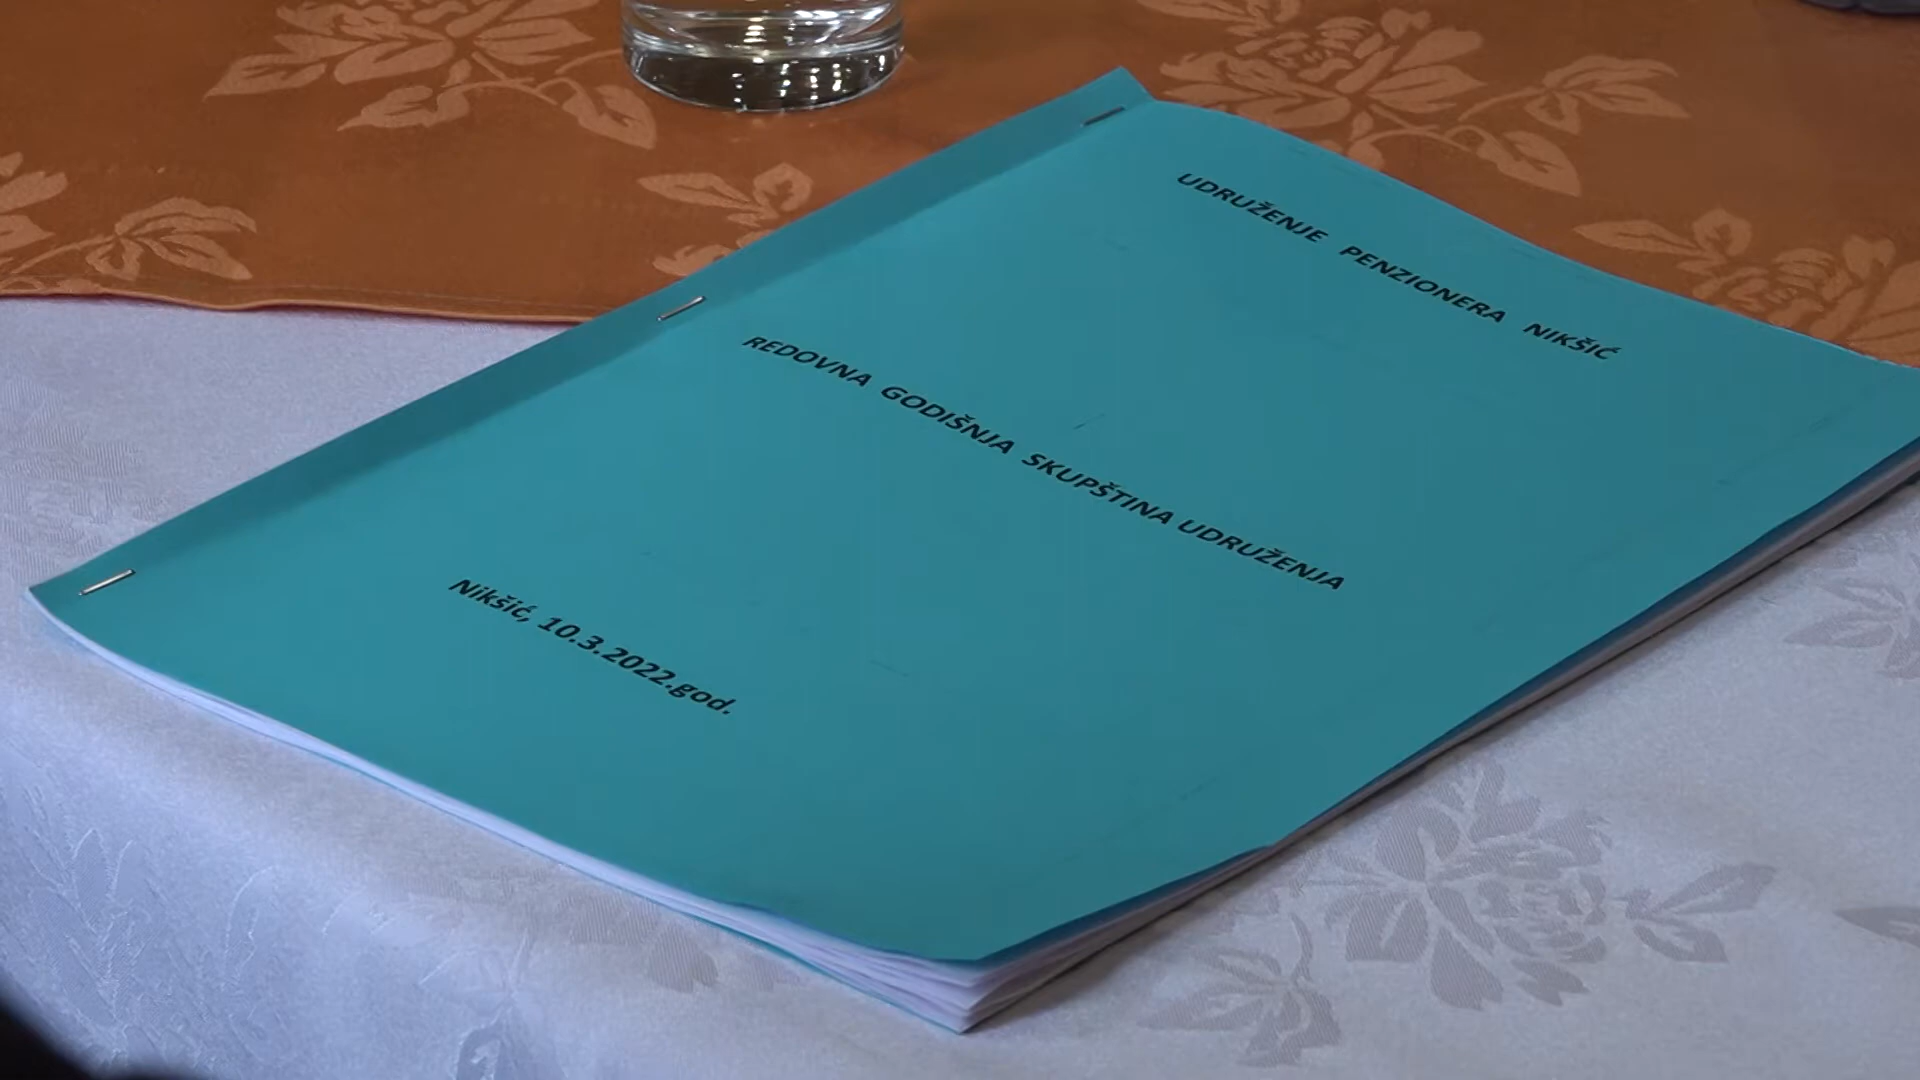 UDRUŽENJE PENZIONERA NIKŠIĆ
REDOVNA GODIŠNJA SKUPŠTINA UDRUŽENJA
Nikšić, 10.3.2022.god.